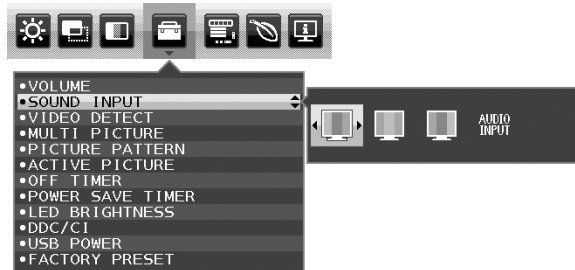 •VOLUME
•SOUND INPUT
•VIDEO DETECT
•MULTI PICTURE
•PICTURE PATTERN
•ACTIVE PICTURE
•OFF TIMER
•POWER SAVE TIMER
•LED BRIGHTNESS
•DDC/CI
•USB POWER
•FACTORY PRESET
AUDIO
INPUT